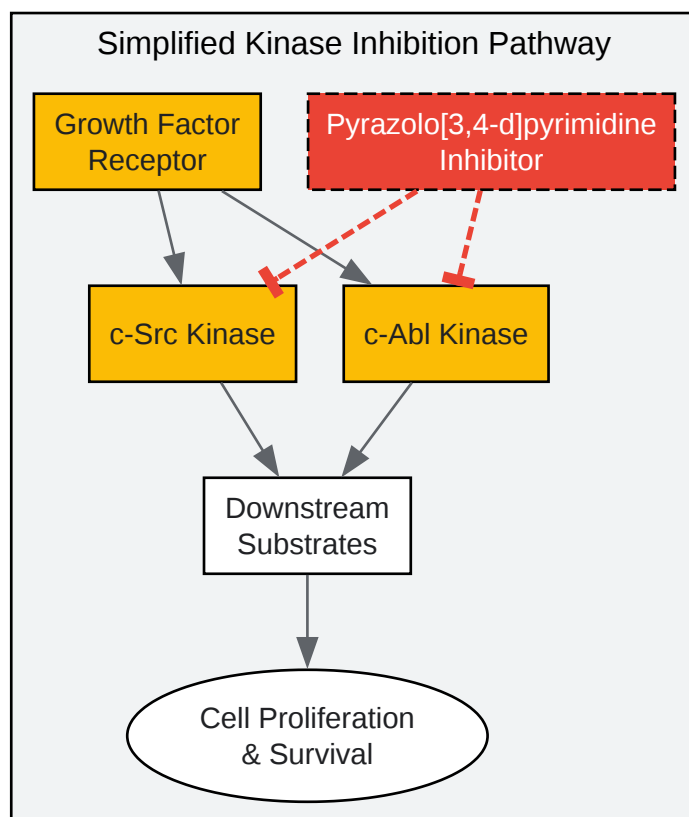 Simplified Kinase Inhibition Pathway
Growth Factor
Receptor
Pyrazolo[3,4-d]pyrimidine
Inhibitor
c-Src Kinase
c-Abl Kinase
Downstream
Substrates
Cell Proliferation
& Survival